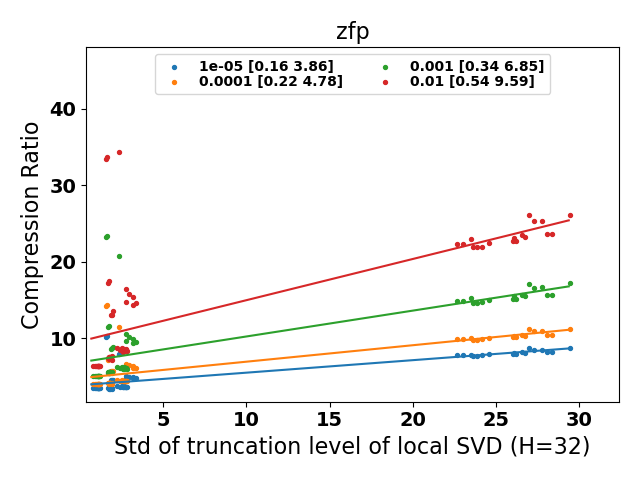 zfp
1e-05 [0.16 3.86]
0.0001 [0.22 4.78]
0.001 [0.34 6.85]
0.01 [0.54 9.59]
Compression Ratio
40
30
20
10
5 10 15 20 25 30
Std of truncation level of local SVD (H=32)